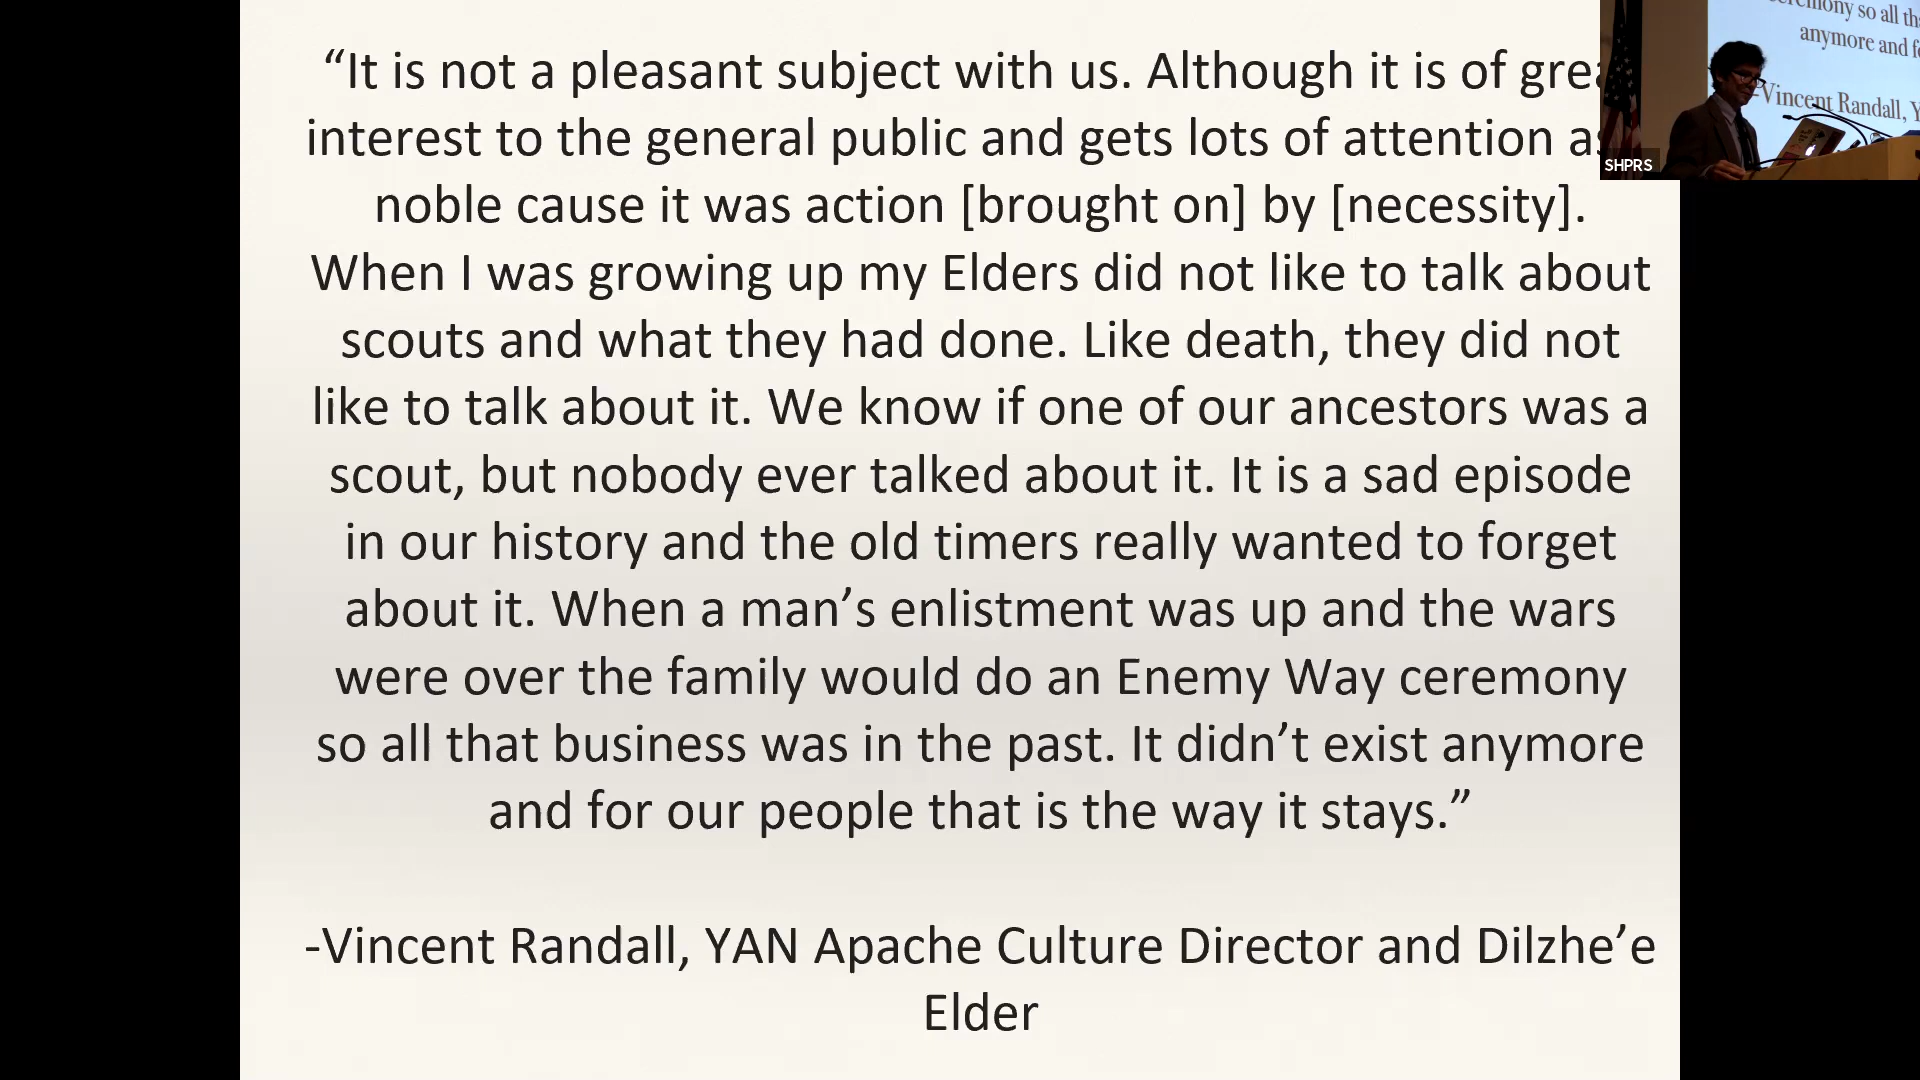 “It is not a pleasant subject with us. Although it is of
interest to the general public and gets lots of attention
noble cause it was action [brought on] by [necessity].
When I was growing up my Elders did not like to talk about
scouts and what they had done. Like death, they did not
like to talk about it. We know if one of our ancestors was a
scout, but nobody ever talked about it. It is a sad episode
in our history and the old timers really wanted to forget
about it. When a man’s enlistment was up and the wars
were over the family would do an Enemy Way ceremony
so all that business was in the past. It didn’t exist anymore
and for our people that is the way it stays.”
-Vincent Randall, YAN Apache Culture Director and Dilzhe’e
Elder
so all
anymore and
-Vincent Randall,
SHPRS